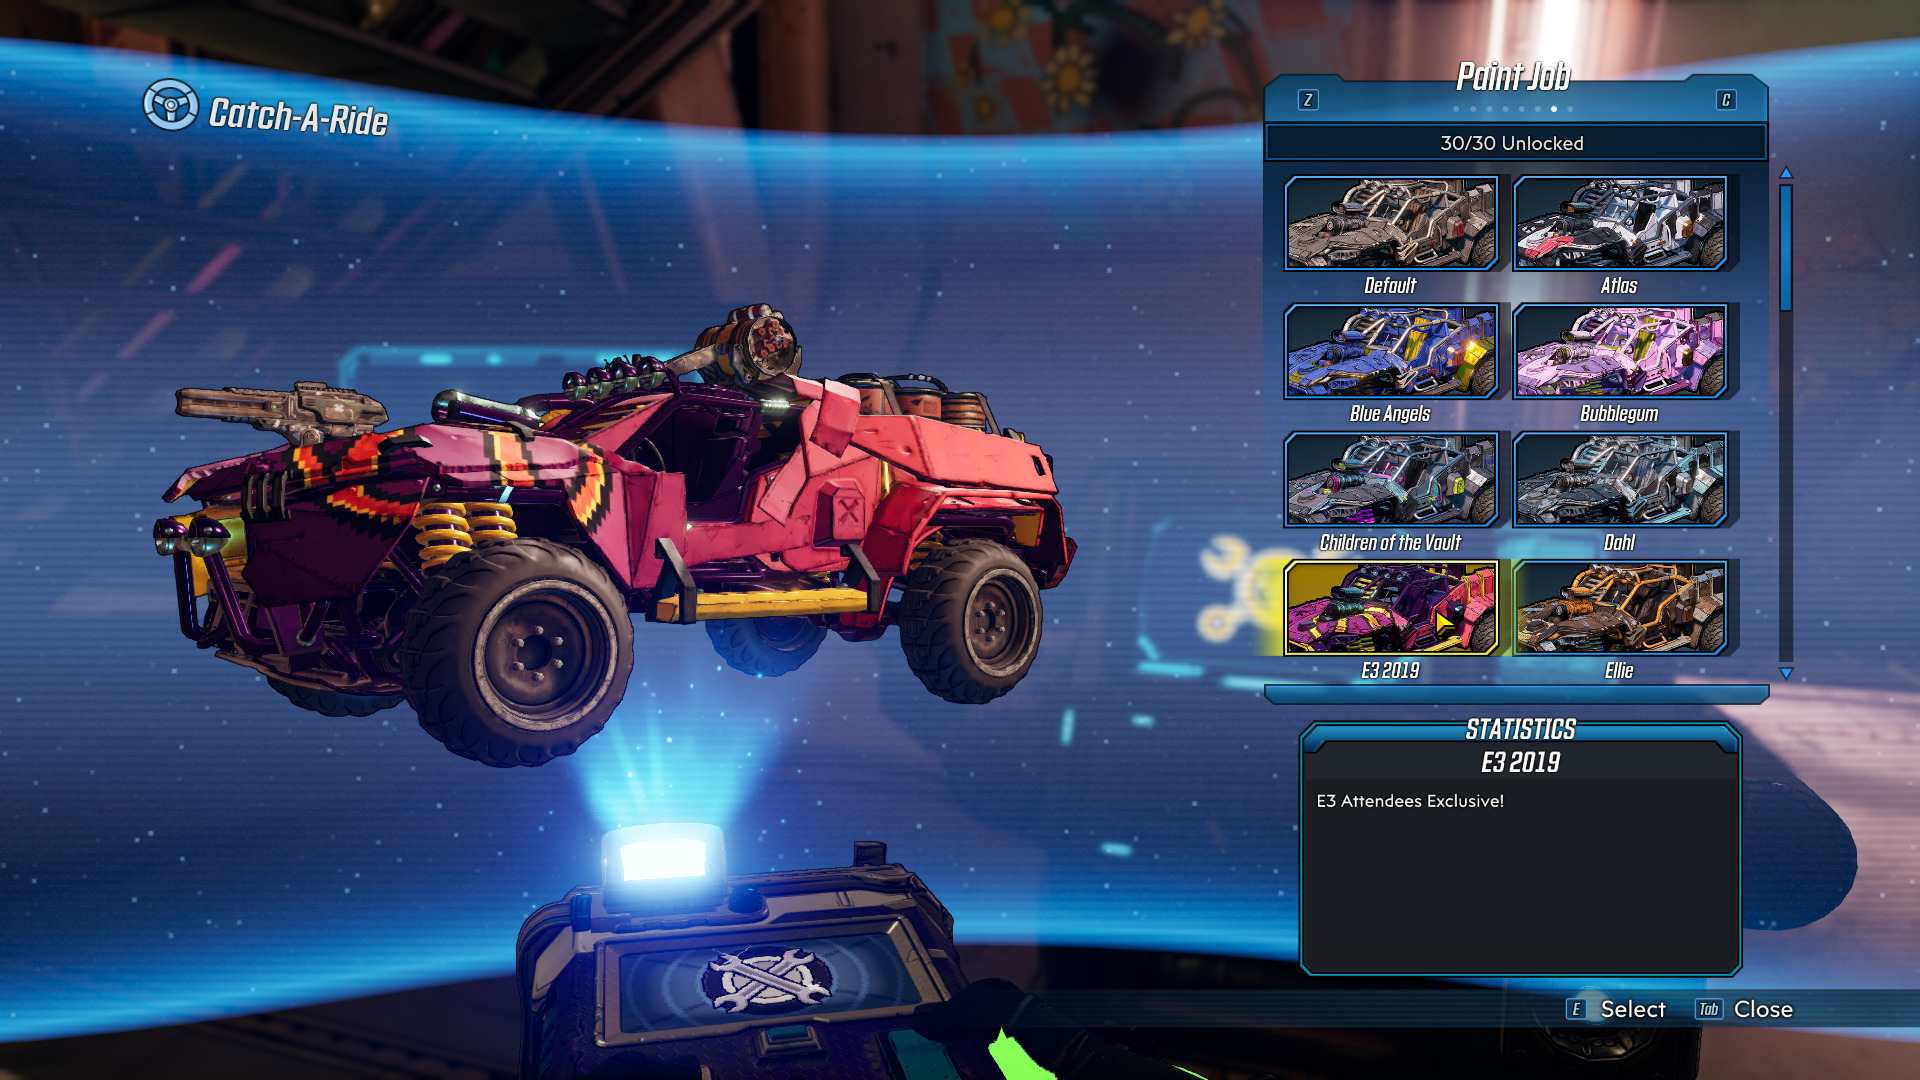 Catch-A-Ride
Paint Job
Z
C
30/30 Unlocked
Default
Atlas
Blue Angels
Bubblegum
Children of the Vault
Dahl
E3 2019
Ellie
STATISTICS
E3 2019
E3 Attendees Exclusive!
E Select
Tab Close